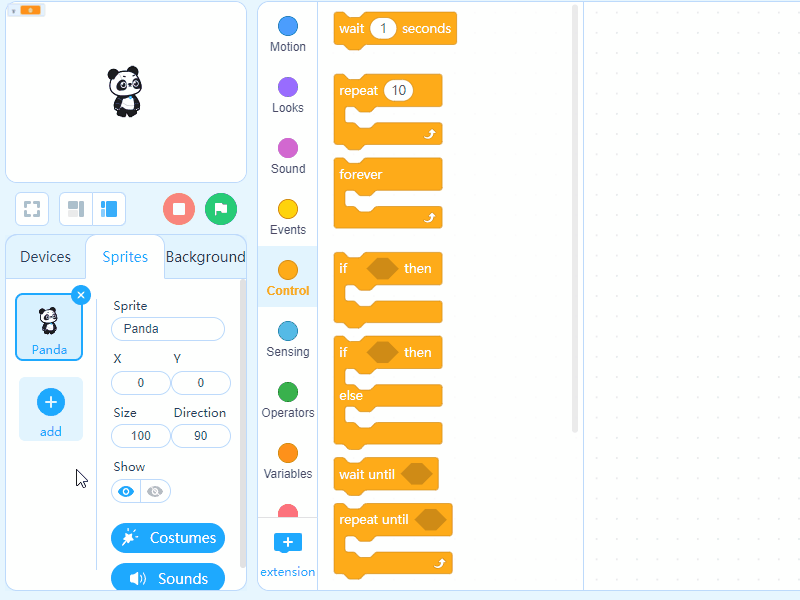 Devices
Sprites
Background
Panda
add
Sprite
Panda
X
Y
0
0
Size
Direction
100
90
Show
Costumes
Sounds
Motion
Looks
Sound
Events
Control
Sensing
Operators
Variables
extension
wait 1 seconds
repeat 10
forever
if then
if then
else
wait until
repeat until